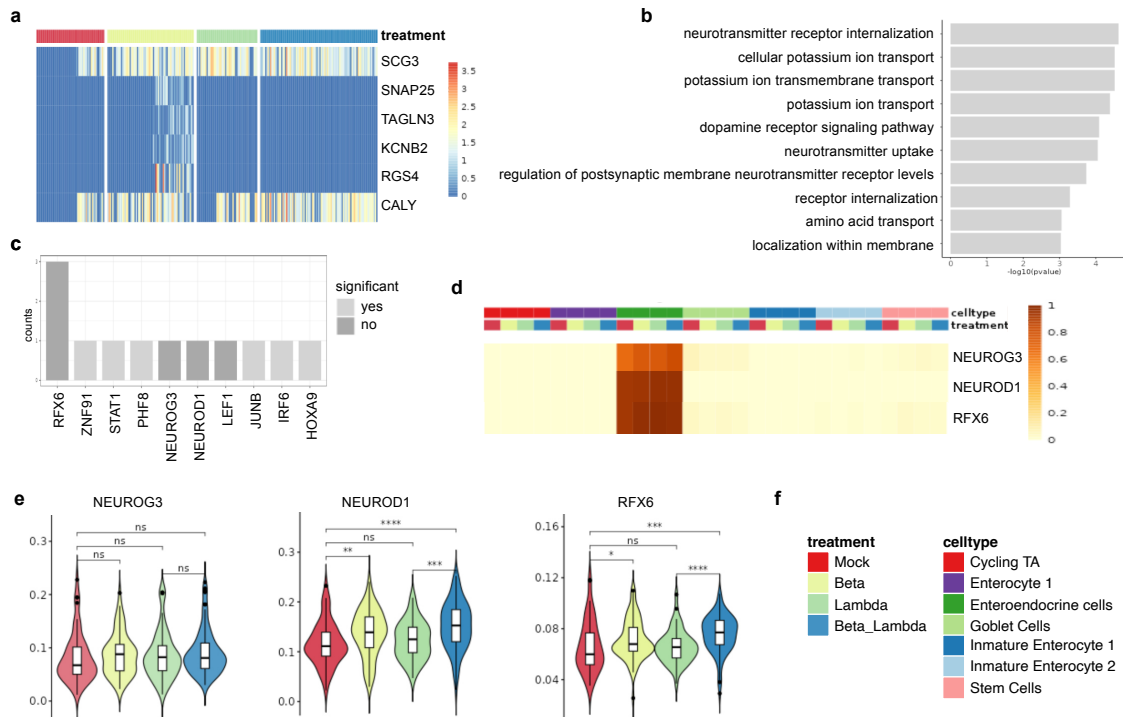 a
treatment
SCG3
SNAP25
TAGLN3
KCNB2
RGS4
CALY
3.5
3
2.5
2
1.5
1
0.5
0
b
neurotransmitter receptor internalization
cellular potassium ion transport
potassium ion transmembrane transport
potassium ion transport
dopamine receptor signaling pathway
neurotransmitter uptake
regulation of postsynaptic membrane neurotransmitter receptor levels
receptor internalization
amino acid transport
localization within membrane
0 1 2 3 4
-log10(pvalue)
c
counts
significant
yes
no
RFX6
ZNF91
STAT1
PHF8
NEUROG3
NEUROD1
LEF1
JUNB
IRF6
HOXA9
d
celltype
treatment
NEUROG3
NEUROD1
RFX6
1
0.8
0.6
0.4
0.2
0
e
NEUROG3
0.3
0.2
0.1
0.0
ns
ns
ns
ns
NEUROD1
0.3
0.2
0.1
0.0
****
ns
**
***
RFX6
0.16
0.12
0.08
0.04
***
ns
*
****
f
treatment
Mock
Beta
Lambda
Beta_Lambda
celltype
Cycling TA
Enterocyte 1
Enteroendocrine cells
Goblet Cells
Inmature Enterocyte 1
Inmature Enterocyte 2
Stem Cells